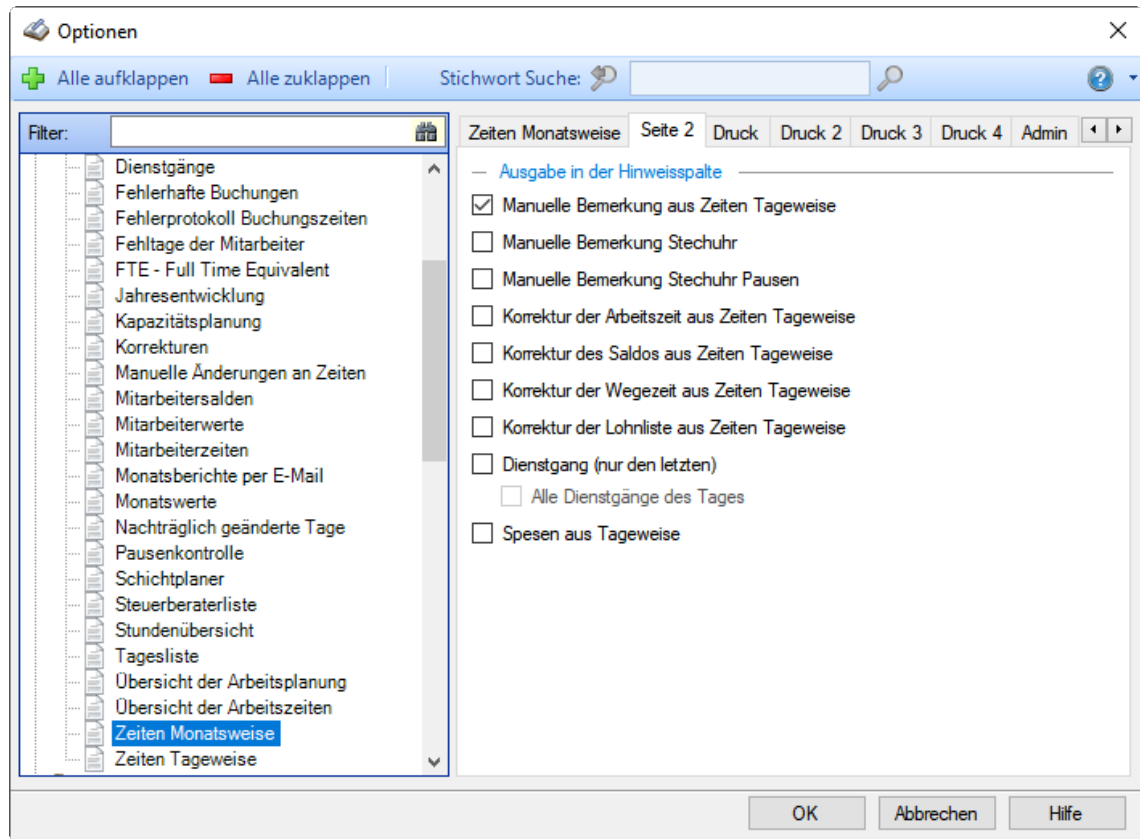 Optionen
Alle aufklappen Alle zuklappen Stichwort Suche:
Filter:
Dienstgänge
Fehlerhafte Buchungen
Fehlerprotokoll Buchungszeiten
Fehltage der Mitarbeiter
FTE - Full Time Equivalent
Jahresentwicklung
Kapazitätsplanung
Korrekturen
Manuelle Änderungen an Zeiten
Mitarbeitersalden
Mitarbeiterwerte
Mitarbeiterzeiten
Monatsberichte per E-Mail
Monatswerte
Nachträglich geänderte Tage
Pausenkontrolle
Schichtplaner
Steuerberaterliste
Stundenübersicht
Tagesliste
Übersicht der Arbeitsplanung
Übersicht der Arbeitszeiten
Zeiten Monatsweise
Zeiten Tageweise
Zeiten Monatsweise Seite 2 Druck Druck 2 Druck 3 Druck 4 Admin
Ausgabe in der Hinweisspalte
Manuelle Bemerkung aus Zeiten Tageweise
Manuelle Bemerkung Stechuhr
Manuelle Bemerkung Stechuhr Pausen
Korrektur der Arbeitszeit aus Zeiten Tageweise
Korrektur des Saldos aus Zeiten Tageweise
Korrektur der Wegezeit aus Zeiten Tageweise
Korrektur der Lohnliste aus Zeiten Tageweise
Dienstgang (nur den letzten)
Alle Dienstgänge des Tages
Spesen aus Tageweise
OK Abbrechen Hilfe